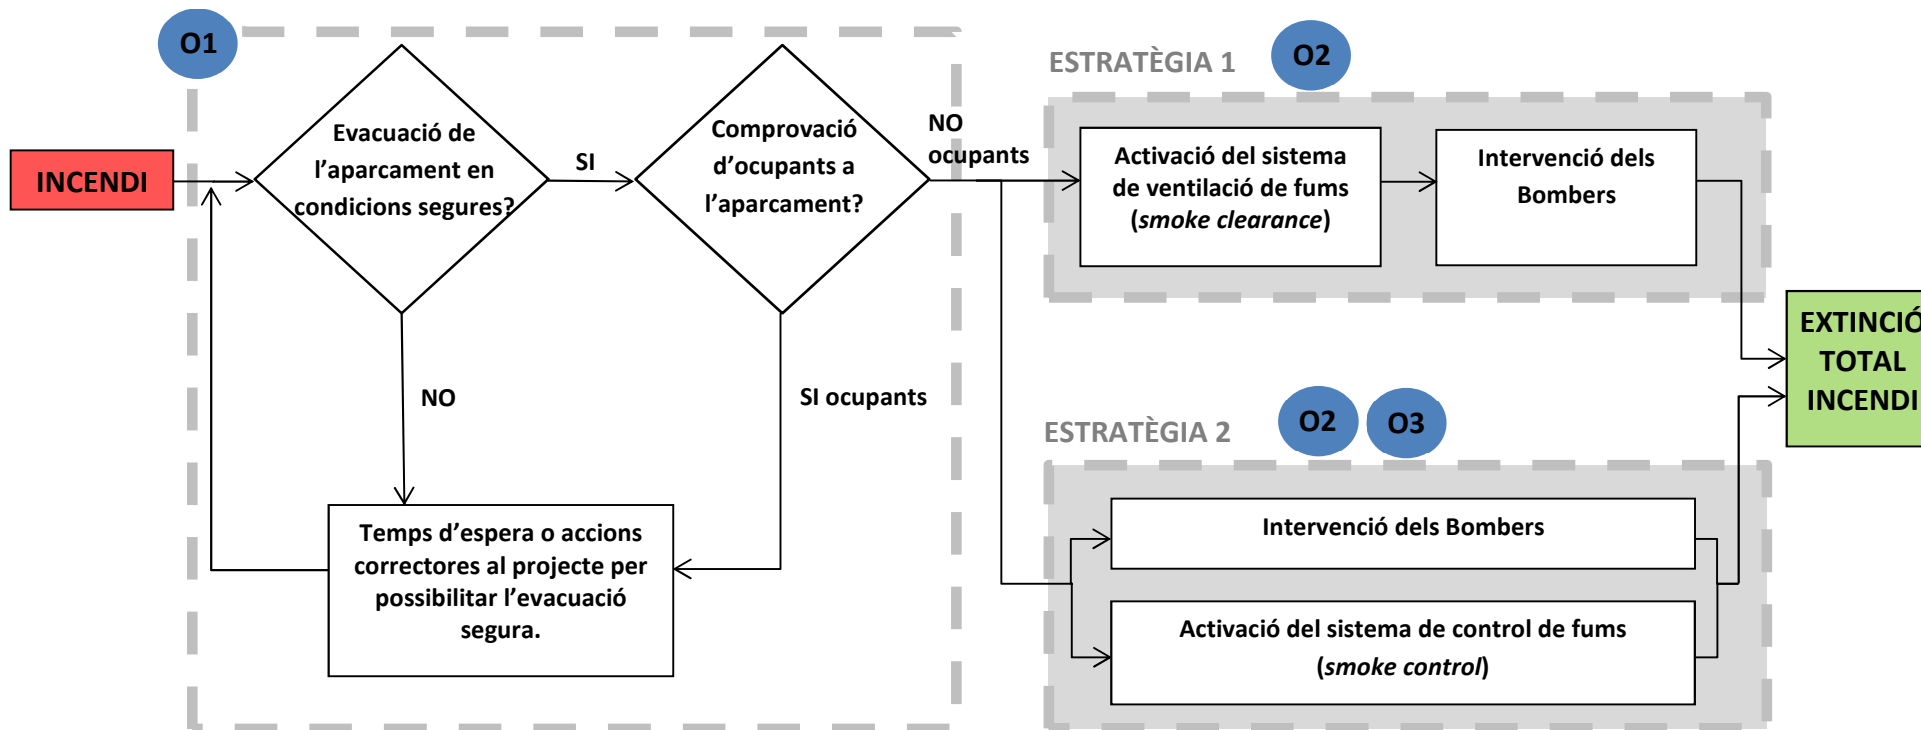 O1
INCENDI
Evacuació de
l’aparcament en
condicions segures?
SI
Comprovació
d’ocupants a
l’aparcament?
NO
ocupants
NO
SI ocupants
Temps d’espera o accions
correctores al projecte per
possibilitar l’evacuació
segura.
ESTRATÈGIA 1
O2
Activació del sistema
de ventilació de fums
(smoke clearance)
Intervenció dels
Bombers
ESTRATÈGIA 2
O2
O3
Intervenció dels Bombers
Activació del sistema de control de fums
(smoke control)
EXTINCIÓ
TOTAL
INCENDI